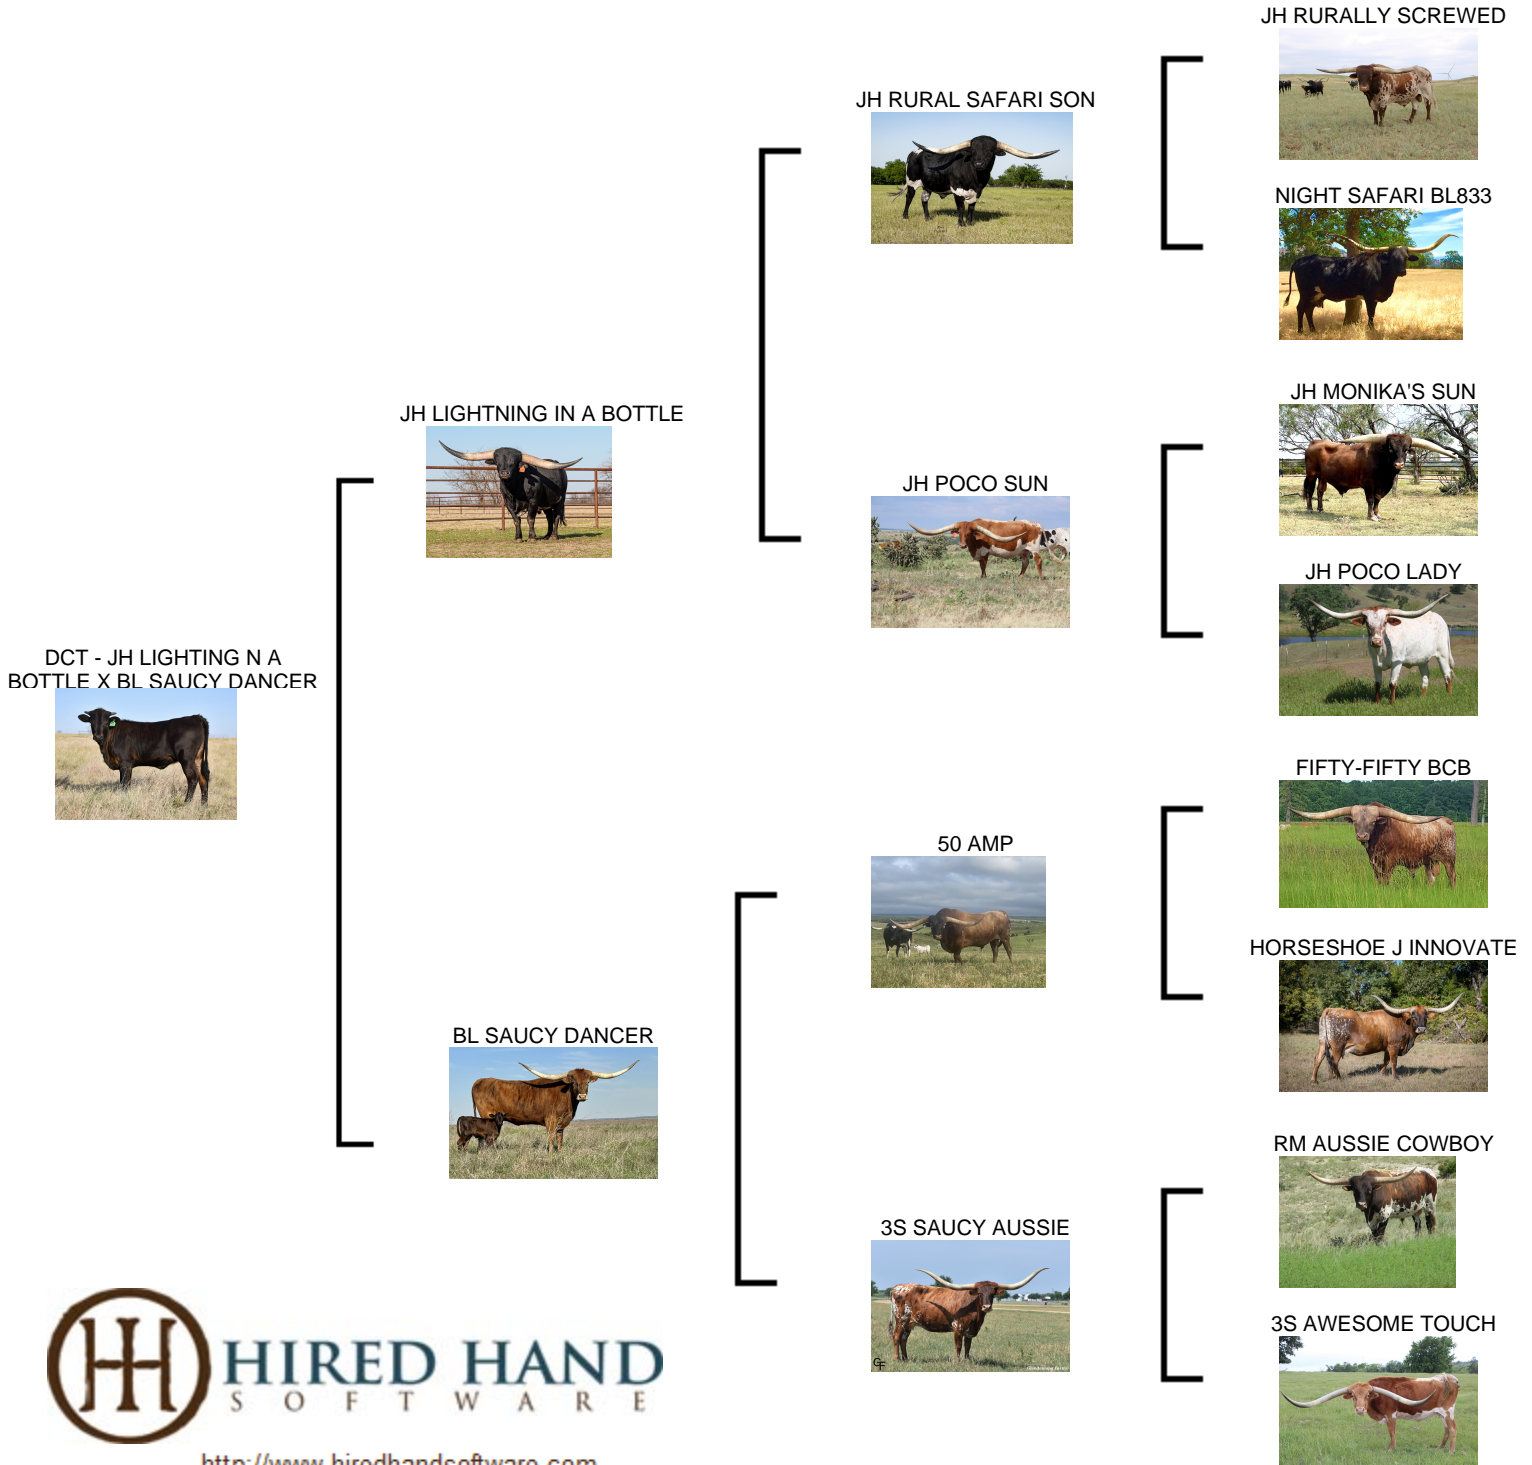 JH RURALLY SCREWED
JH RURAL SAFARI SON
NIGHT SAFARI BL833
JH MONIKA'S SUN
JH LIGHTNING IN A BOTTLE
JH POCO SUN
JH POCO LADY
DCT - JH LIGHTING N A
BOTTLE X BL SAUCY DANCER
FIFTY-FIFTY BCB
50 AMP
HORSESHOE J INNOVATE
BL SAUCY DANCER
RM AUSSIE COWBOY
3S SAUCY AUSSIE
3S AWESOME TOUCH
HIRED HAND
SOFTWARE
http://www.hiredhandsoftware.com